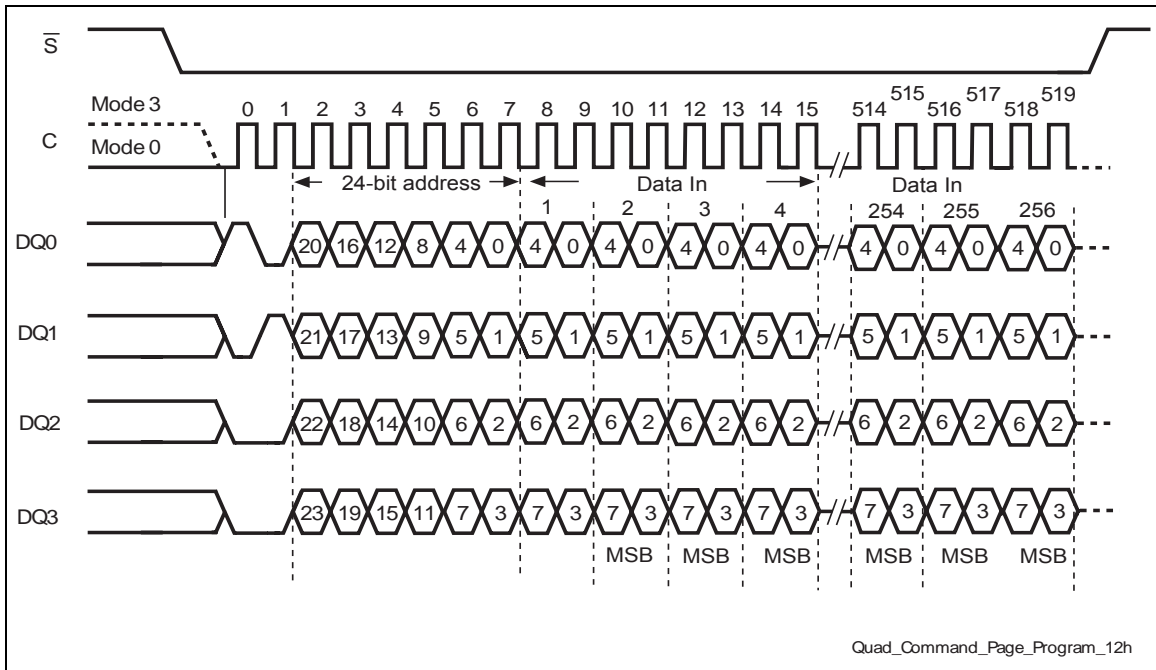 S
Mode 3
0 1 2 3 4 5 6 7 8 9 10 11 12 13 14 15 514 515 516 517 518 519
C
Mode 0
24-bit address Data In Data In
1 2 3 4 254 255 256
DQ0 20 16 12 8 4 0 4 0 4 0 4 0 4 0 4 0 4 0 4 0
DQ1 21 17 13 9 5 1 5 1 5 1 5 1 5 1 5 1 5 1 5 1
DQ2 22 18 14 10 6 2 6 2 6 2 6 2 6 2 6 2 6 2 6 2
DQ3 23 19 15 11 7 3 7 3 7 3 7 3 7 3 7 3 7 3 7 3
MSB MSB MSB MSB MSB MSB
Quad_Command_Page_Program_12h